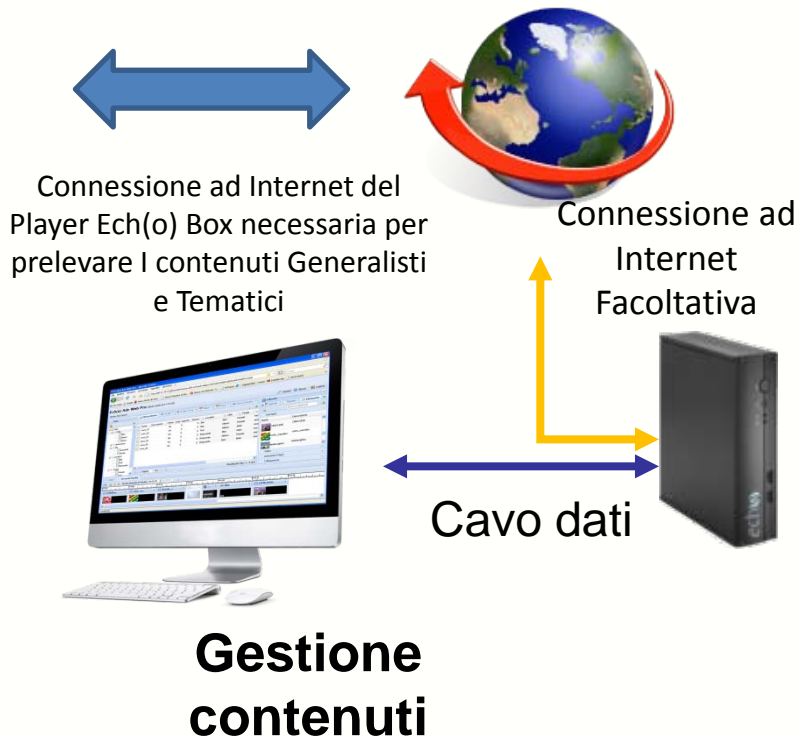 Connessione ad Internet del
Player Ech(o) Box necessaria per
prelevare I contenuti Generalisti
e Tematici
Connessione ad
Internet
Facoltativa
Cavo dati
echo
Gestione
contenuti